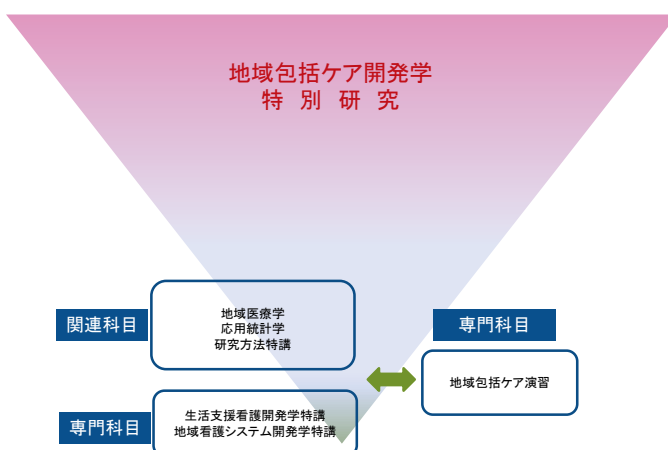 地域包括ケア開発学
特別研究
関連科目
地域医療学
応用統計学
研究方法特講
専門科目
地域包括ケア演習
専門科目
生活支援看護開発学特講
地域看護システム開発学特講